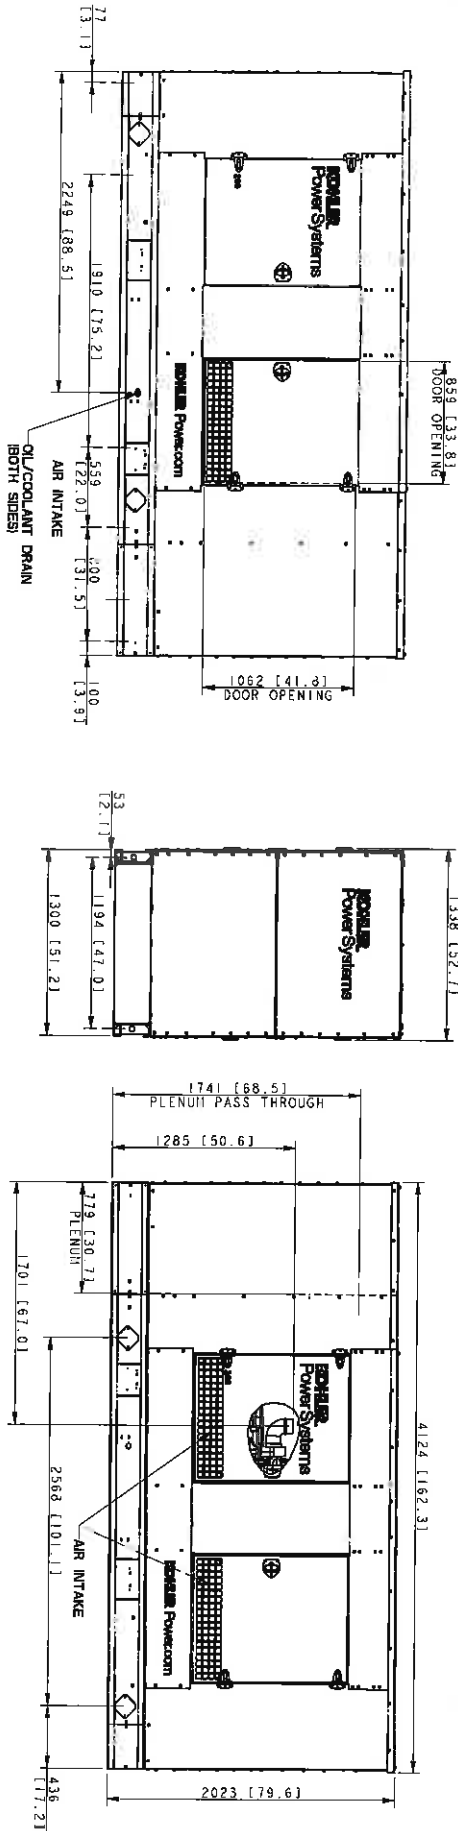 77
[3.1]
2249 [88.5]
1910 [75.2]
559
[22.0]
[31.5]
100
[3.9]
OIL/COOLANT DRAIN
(BOTH SIDES)
AIR INTAKE
KOHLER
Power Systems
KOHLER Power.com
859 [33.8]
DOOR OPENING
1062 [41.8]
DOOR OPENING
53
[2.1]
1194 [47.0]
1300 [51.2]
KOHLER
Power Systems
1338 [52.7]
1741 [68.5]
PLENUM PASS THROUGH
1285 [50.6]
779 [30.7]
PLENUM
1701 [67.0]
2568 [101.1]
AIR INTAKE
KOHLER
Power Systems
KOHLER Power.com
4124 [162.3]
436
[17.2]
2023 [79.6]